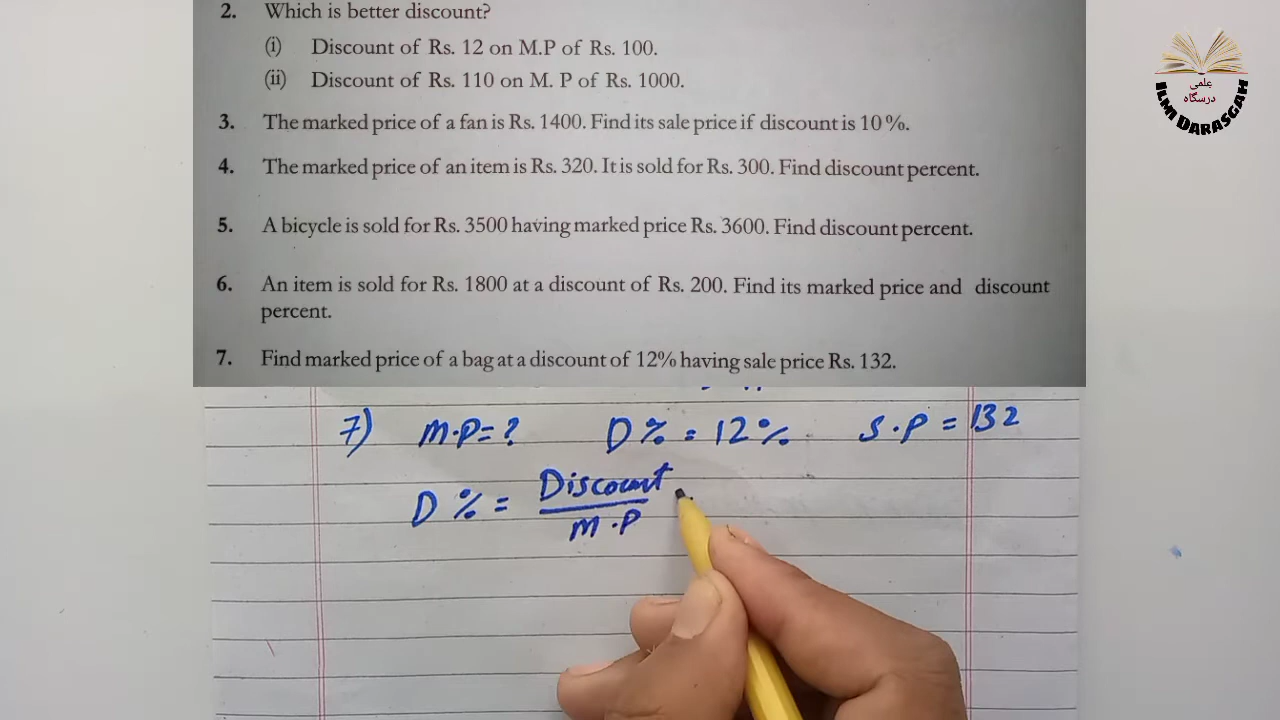 2. Which is better discount?
(i) Discount of Rs. 12 on M.P of Rs. 100.
(ii) Discount of Rs. 110 on M. P of Rs. 1000.
3. The marked price of a fan is Rs. 1400. Find its sale price if discount is 10%.
4. The marked price of an item is Rs. 320. It is sold for Rs. 300. Find discount percent.
5. A bicycle is sold for Rs. 3500 having marked price Rs. 3600. Find discount percent.
6. An item is sold for Rs. 1800 at a discount of Rs. 200. Find its marked price and discount
percent.
7. Find marked price of a bag at a discount of 12% having sale price Rs. 132.
علمی
درسگاہ
ILM DARASGAH
7) M.P=? D% = 12% S.P = 132
D% = Discount
M.P